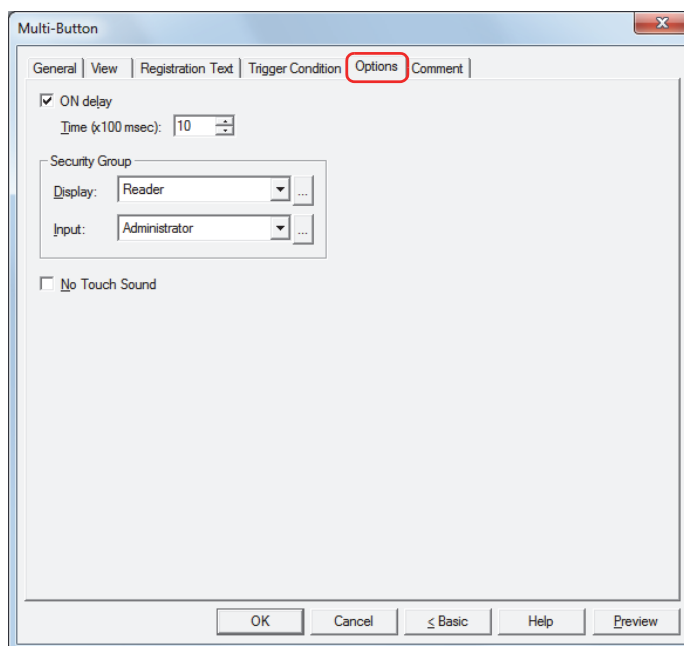 Multi-Button
General View Registration Text Trigger Condition Options Comment
ON delay
Time (x100 msec): 10
Security Group
Display: Reader ...
Input: Administrator ...
No Touch Sound
OK Cancel < Basic Help Preview